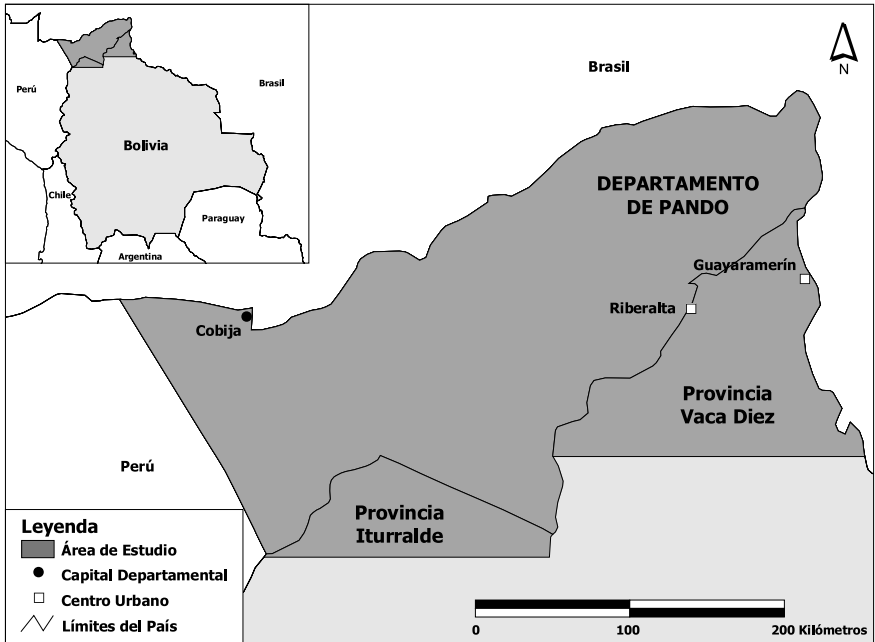 Perú
Brasil
Bolivia
Chile
Paraguay
Argentina
Brasil
N
DEPARTAMENTO
DE PANDO
Guayaramerín
Riberalta
Cobija
Provincia
Vaca Diez
Perú
Provincia
Iturralde
Leyenda
Área de Estudio
Capital Departamental
Centro Urbano
Límites del País
0 100 200 Kilómetros